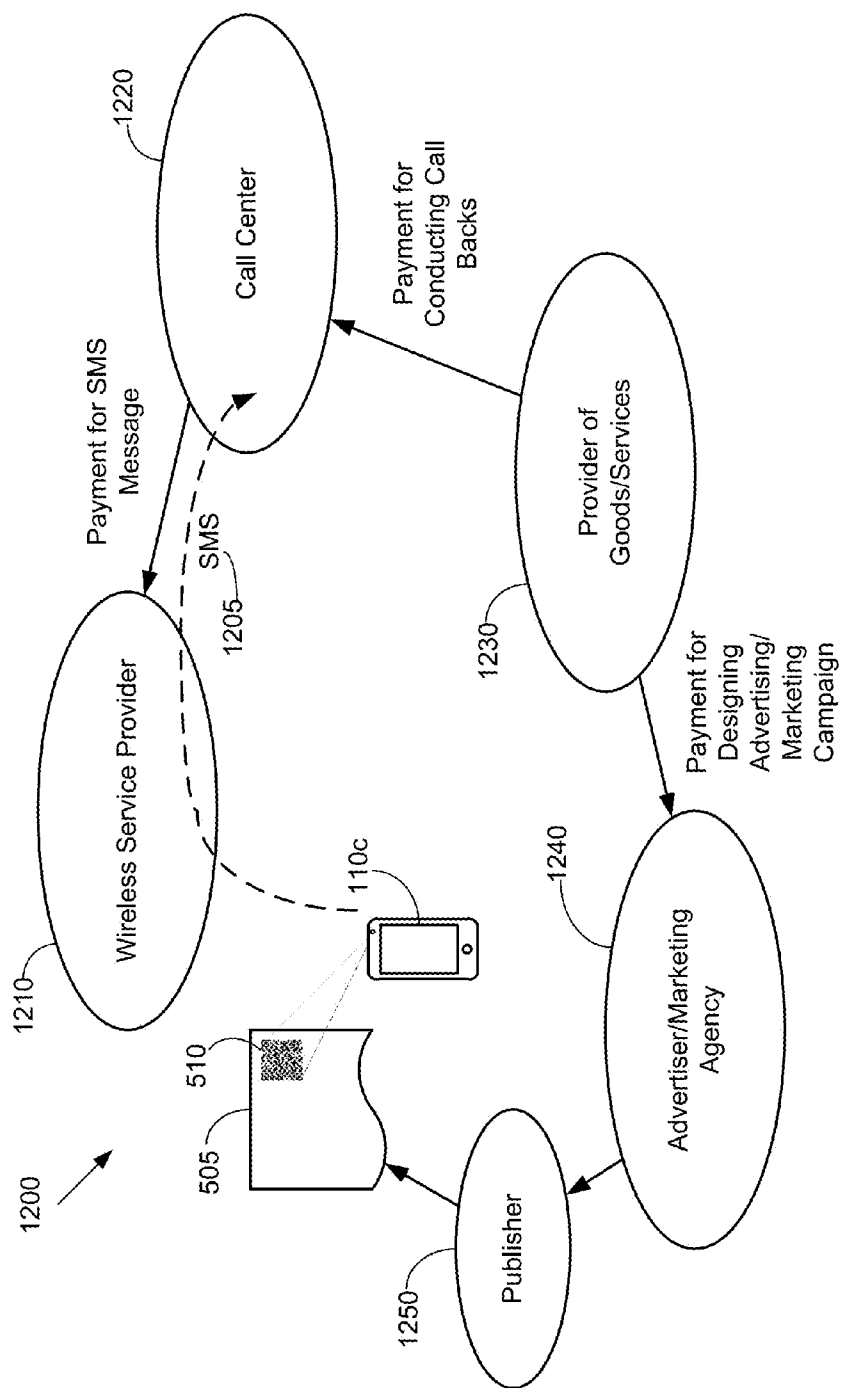 1200
1210
Wireless Service Provider
Payment for SMS
Message
1220
Call Center
SMS
1205
505
510
110c
Payment for
Conducting Call
Backs
1250
Publisher
1240
Advertiser/Marketing
Agency
1230
Provider of
Goods/Services
Payment for
Designing
Advertising/
Marketing
Campaign